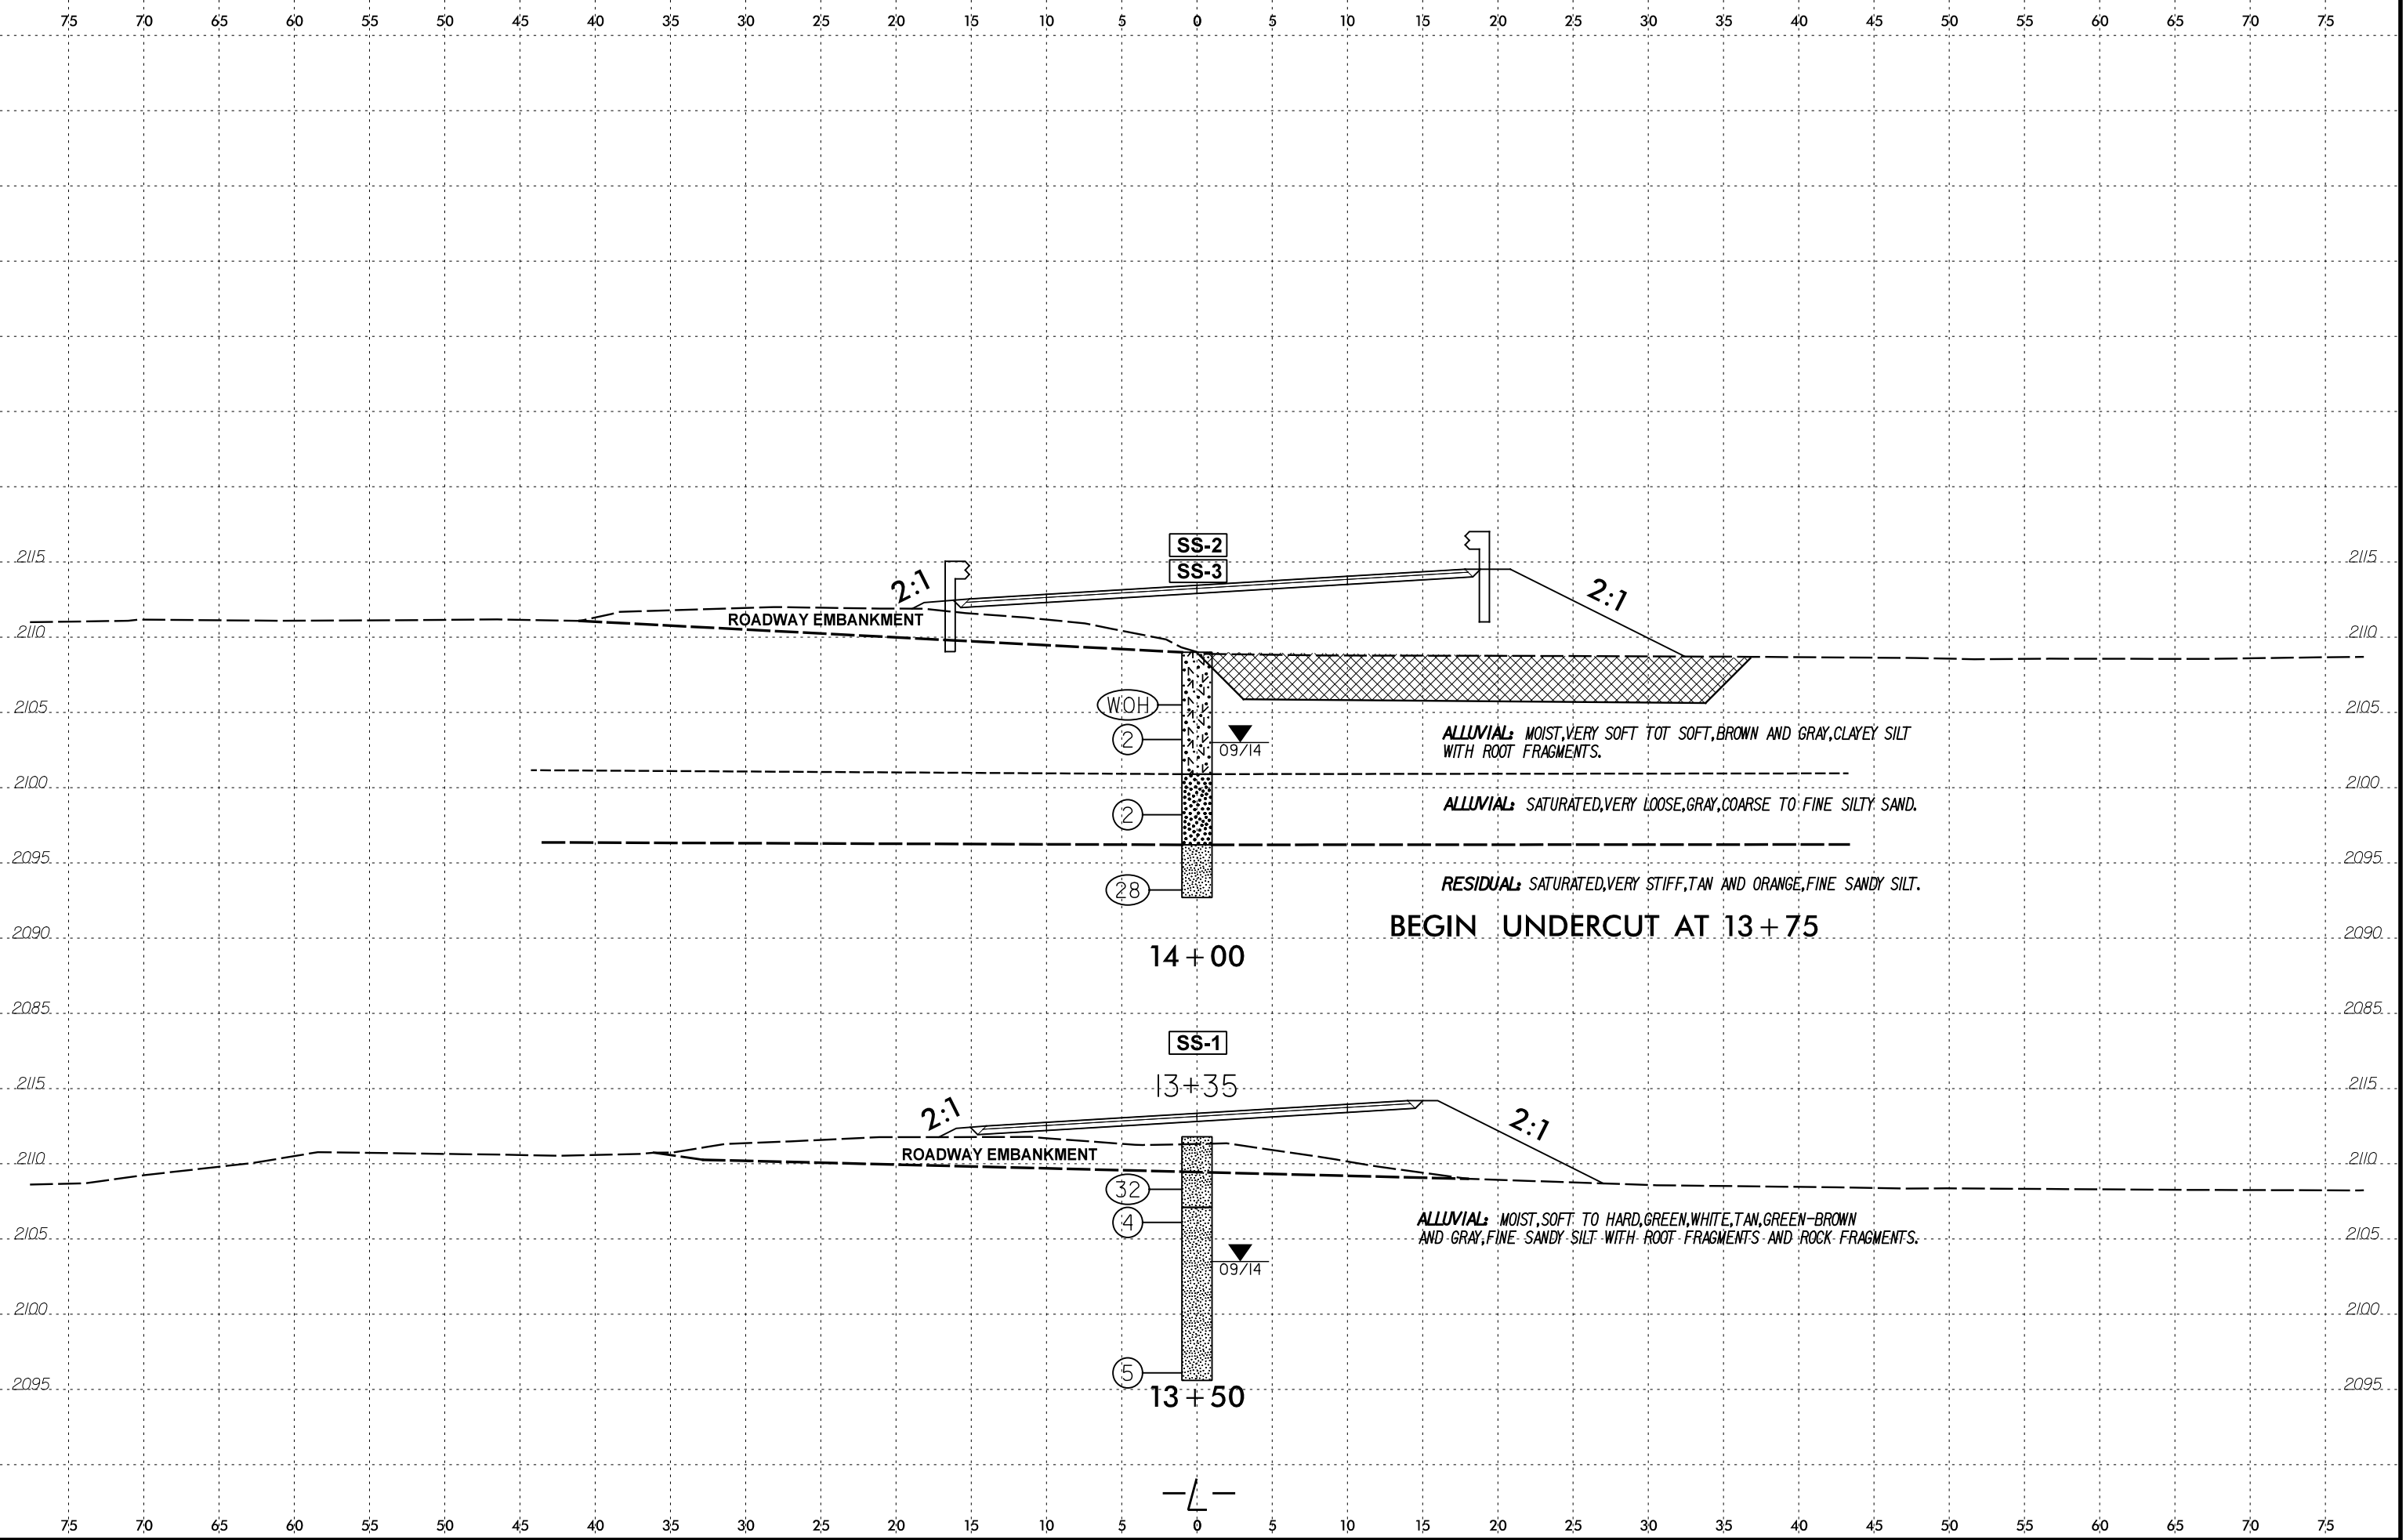 75 70 65 60 55 50 45 40 35 30 25 20 15 10 5 0 5 10 15 20 25 30 35 40 45 50 55 60 65 70 75
SS-2
2115 2115
SS-3
2:1 2:1
ROADWAY EMBANKMENT
2110 2110
WOH
2105 2105
2
09/14
ALLUVIAL: MOIST,VERY SOFT TOT SOFT,BROWN AND GRAY,CLAYEY SILT
WITH ROOT FRAGMENTS.
2100 2100
ALLUVIAL: SATURATED,VERY LOOSE,GRAY,COARSE TO FINE SILTY SAND.
2
2095 2095
RESIDUAL: SATURATED,VERY STIFF,TAN AND ORANGE,FINE SANDY SILT.
28
BEGIN UNDERCUT AT 13+75
2090 2090
14+00
2085 2085
SS-1
2115 2115
13+35
2:1 2:1
ROADWAY EMBANKMENT
2110 2110
32
4
ALLUVIAL: MOIST,SOFT TO HARD,GREEN,WHITE,TAN,GREEN-BROWN
AND GRAY,FINE SANDY SILT WITH ROOT FRAGMENTS AND ROCK FRAGMENTS.
2105 2105
09/14
2100 2100
5
2095 2095
13+50
-L-
75 70 65 60 55 50 45 40 35 30 25 20 15 10 5 0 5 10 15 20 25 30 35 40 45 50 55 60 65 70 75